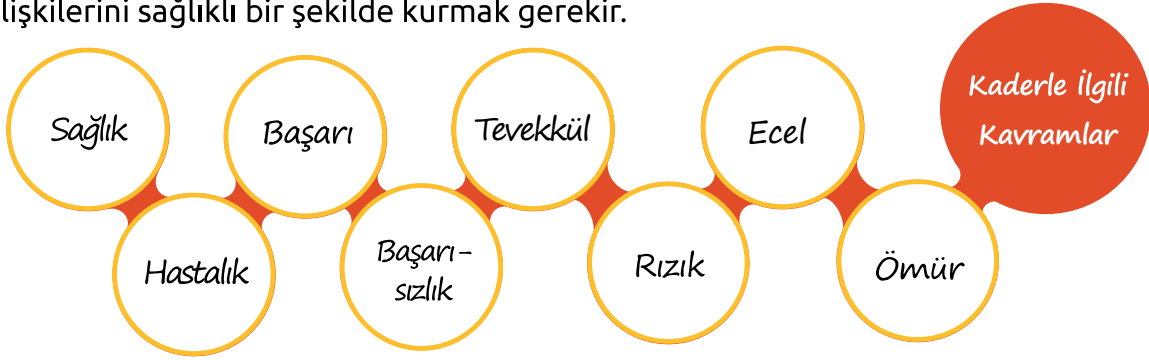 lişkilerini sağlıklı bir şekilde kurmak gerekir.
Kaderle İlgili
Kavramlar
Sağlık
Başarı
Tevekkül
Ecel
Hastalık
Başarı-
sızlık
Rızık
Ömür